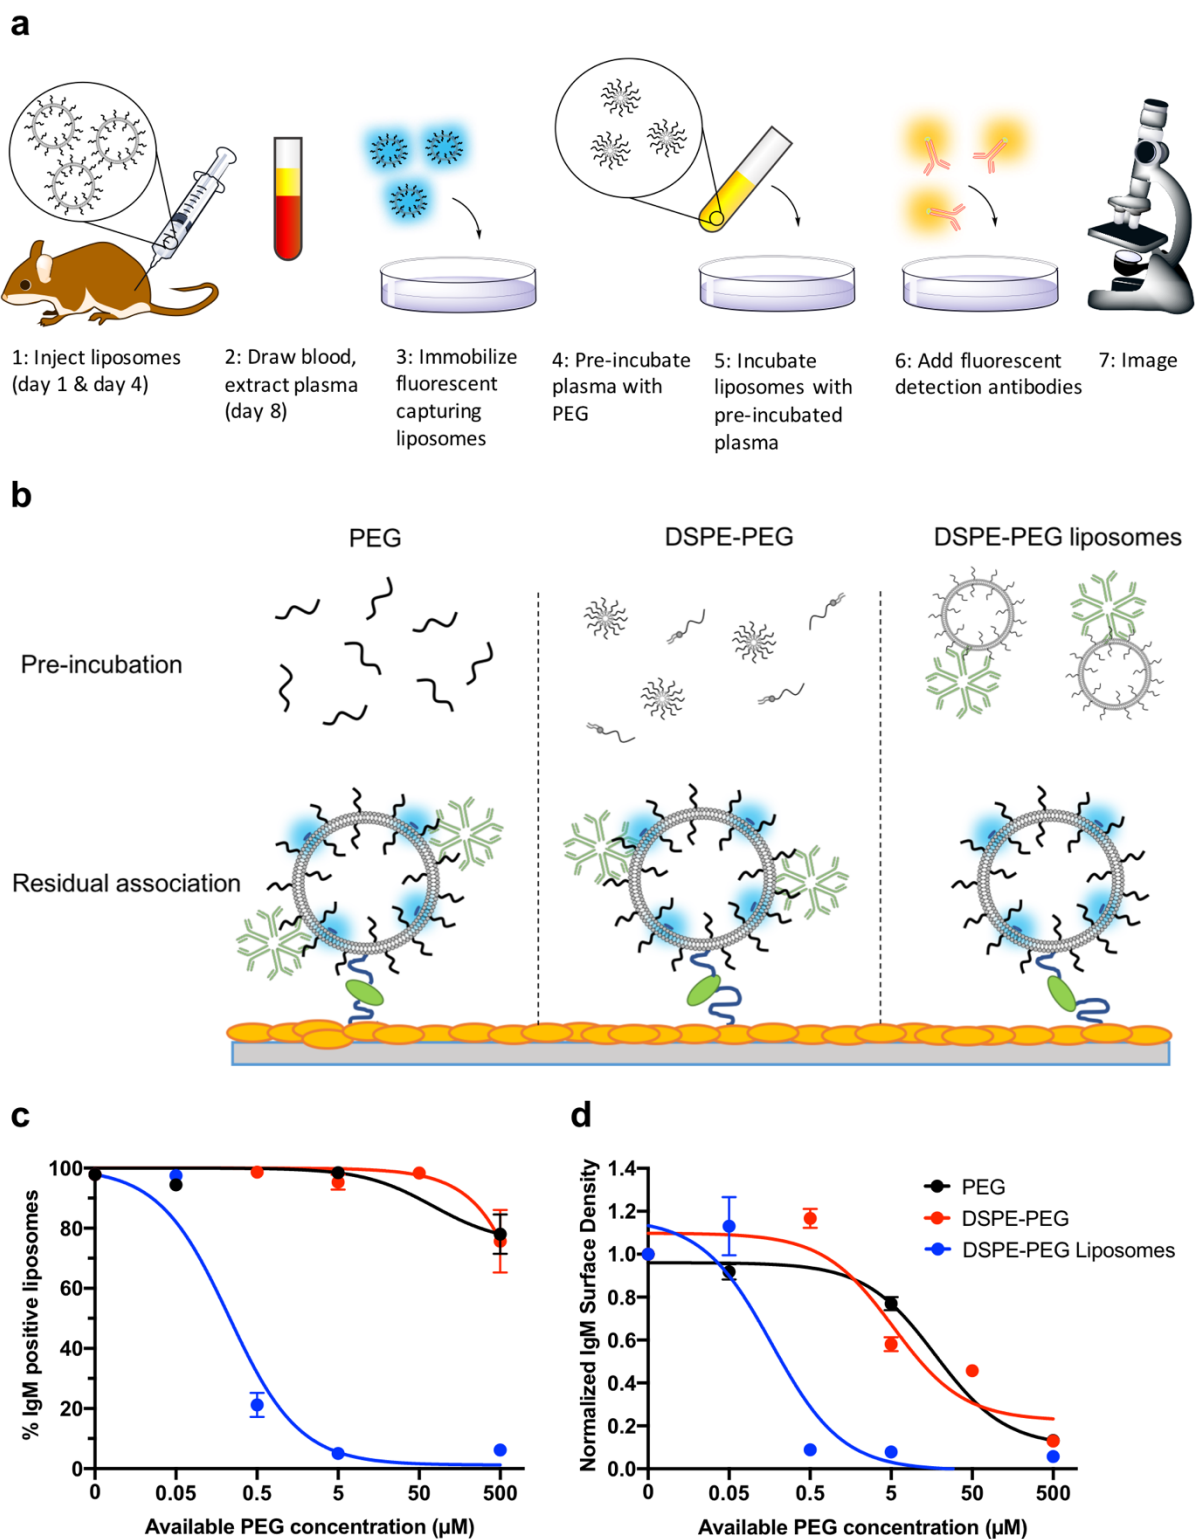 a
1: Inject liposomes
(day 1 & day 4)
2: Draw blood,
extract plasma
(day 8)
3: Immobilize
fluorescent
capturing
liposomes
4: Pre-incubate
plasma with
PEG
5: Incubate
liposomes with
pre-incubated
plasma
6: Add fluorescent
detection antibodies
7: Image
b
PEG
DSPE-PEG
DSPE-PEG liposomes
Pre-incubation
Residual association
c
% IgM positive liposomes
100
80
60
40
20
0
0 0.05 0.5 5 50 500
Available PEG concentration (µM)
d
Normalized IgM Surface Density
1.4
1.2
1.0
0.8
0.6
0.4
0.2
0.0
0 0.05 0.5 5 50 500
Available PEG concentration (µM)
PEG
DSPE-PEG
DSPE-PEG Liposomes